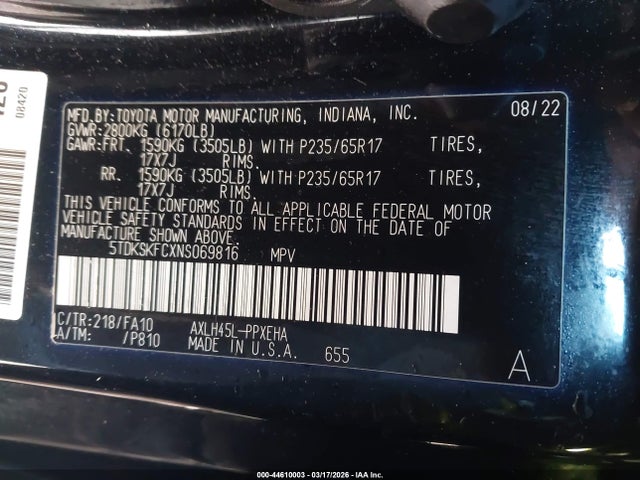 08420
MFD.BY:TOYOTA MOTOR MANUFACTURING, INDIANA, INC. 08/22
GVWR:2800KG (6170LB)
GAWR:FRT. 1590KG (3505LB) WITH P235/65R17 TIRES,
17X7J RIMS.
RR. 1590KG (3505LB) WITH P235/65R17 TIRES,
17X7J RIMS.
THIS VEHICLE CONFORMS TO ALL APPLICABLE FEDERAL MOTOR
VEHICLE SAFETY STANDARDS IN EFFECT ON THE DATE OF
MANUFACTURE SHOWN ABOVE.
5TDKSKFCXNS069816 MPV
C/TR:218/FA10 AXLH45L-PPXEHA
A/TM: /P810 MADE IN U.S.A. 655
A
000-44610003 - 03/17/2026 - IAA Inc.